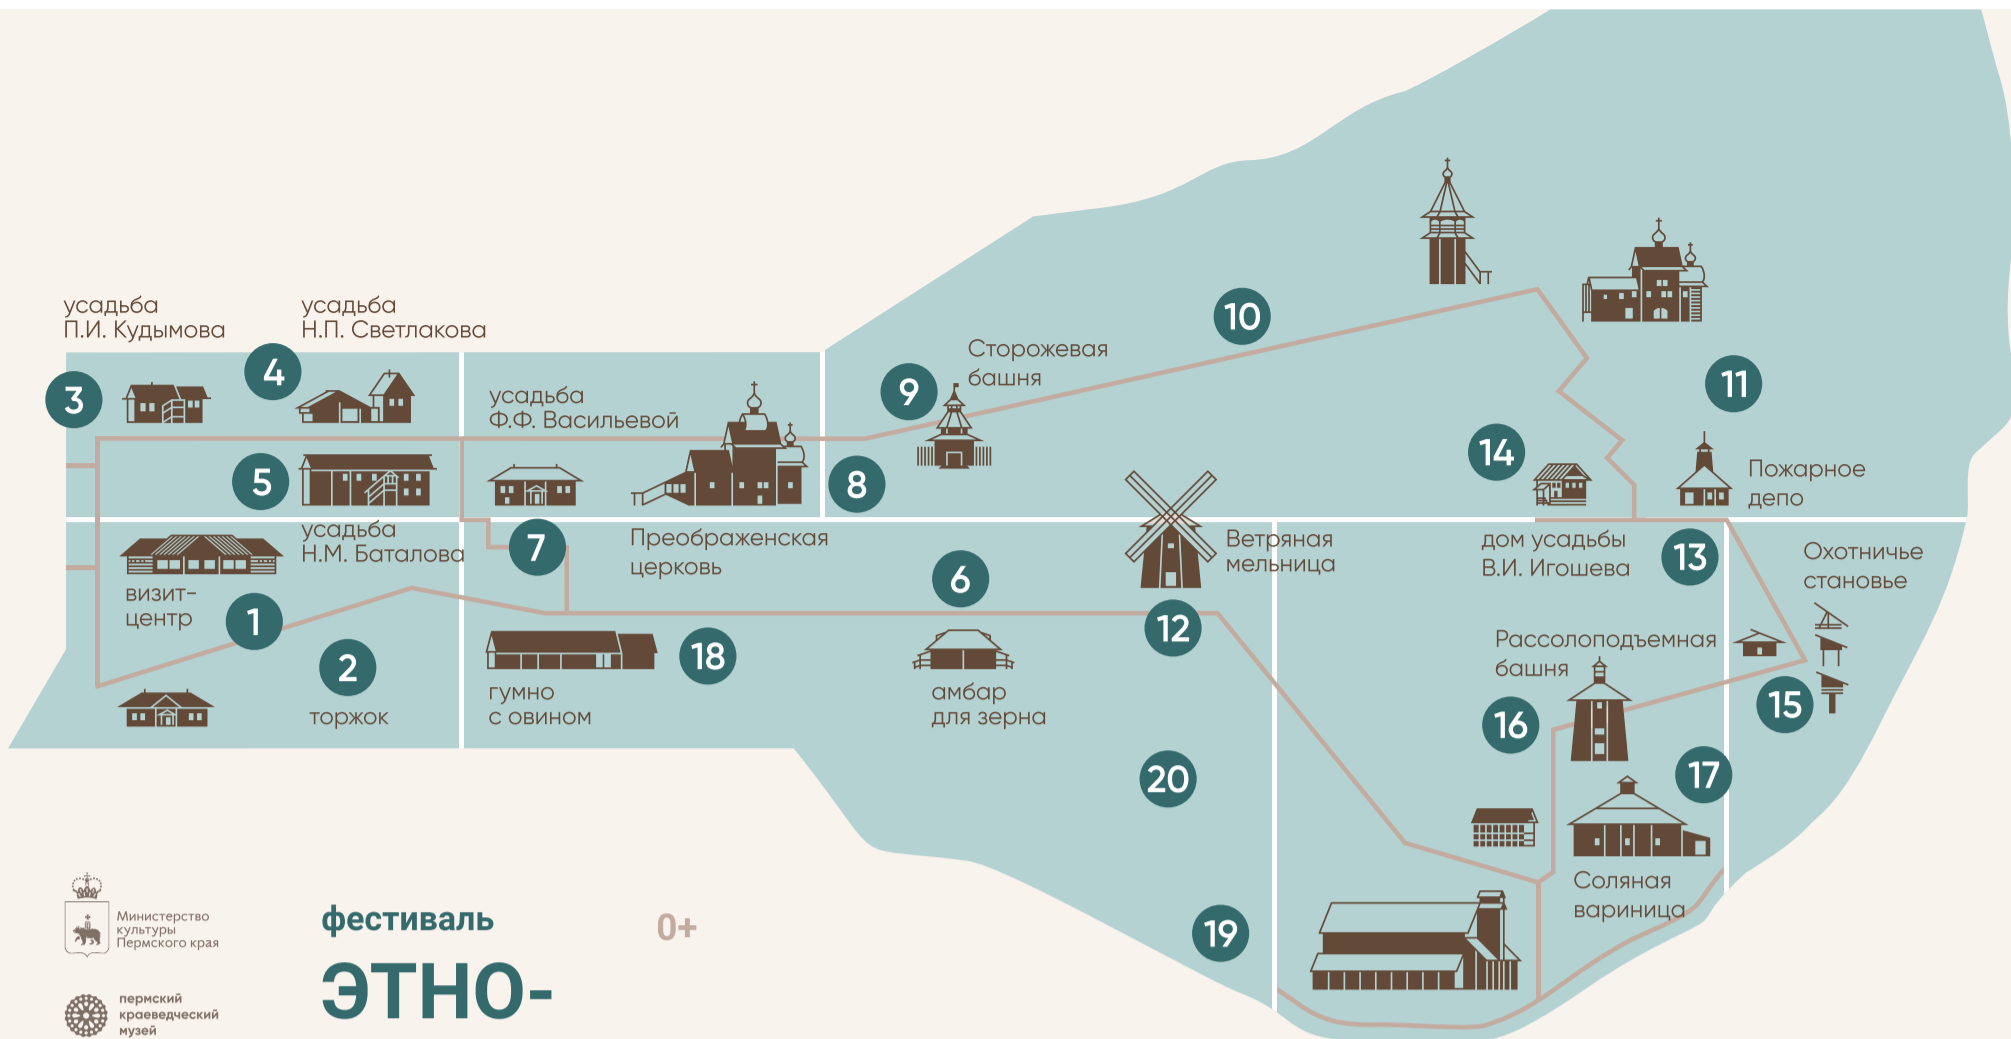 усадьба
П.И. Кудымова
усадьба
Н.П. Светлакова
3
4
5
усадьба
Н.М. Баталова
усадьба
Ф.Ф. Васильевой
7
Преображенская
церковь
8
9
Сторожевая
башня
10
11
14
Пожарное
депо
дом усадьбы
В.И. Игошева
13
Охотничье
становье
визит-
центр
1
2
торжок
гумно
с овином
18
6
амбар
для зерна
Ветряная
мельница
12
20
Рассолоподъемная
башня
16
15
17
Соляная
вариница
19
Министерство
культуры
Пермского края
пермский
краеведческий
музей
фестиваль
ЭТНО-
0+